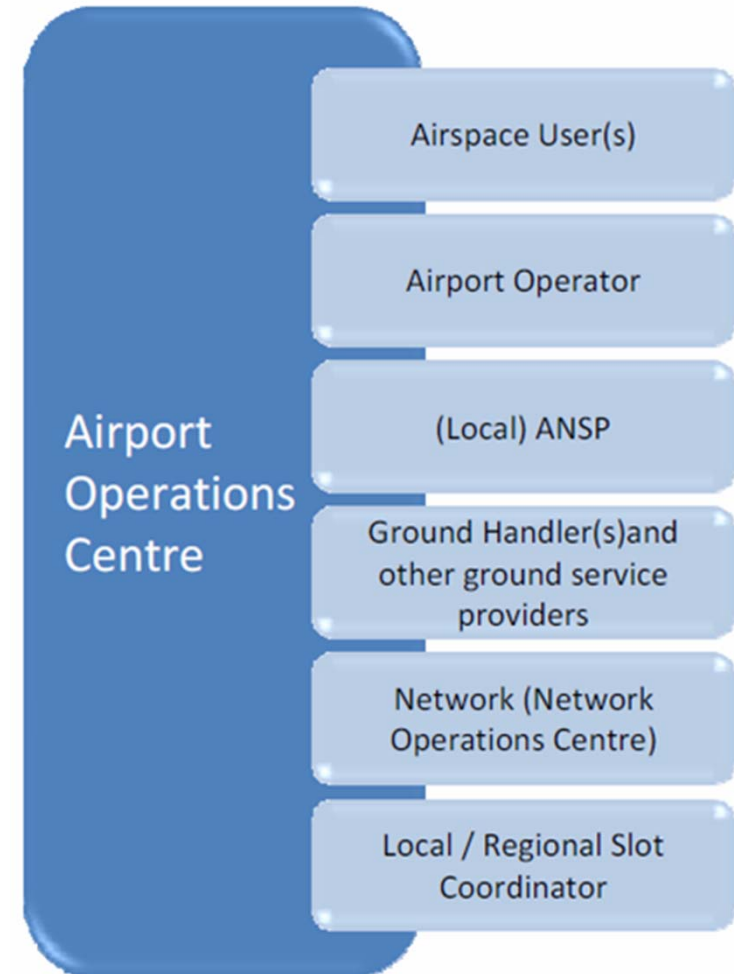 Airport
Operations
Centre
Airspace User(s)
Airport Operator
(Local) ANSP
Ground Handler(s)and
other ground service
providers
Network (Network
Operations Centre)
Local / Regional Slot
Coordinator